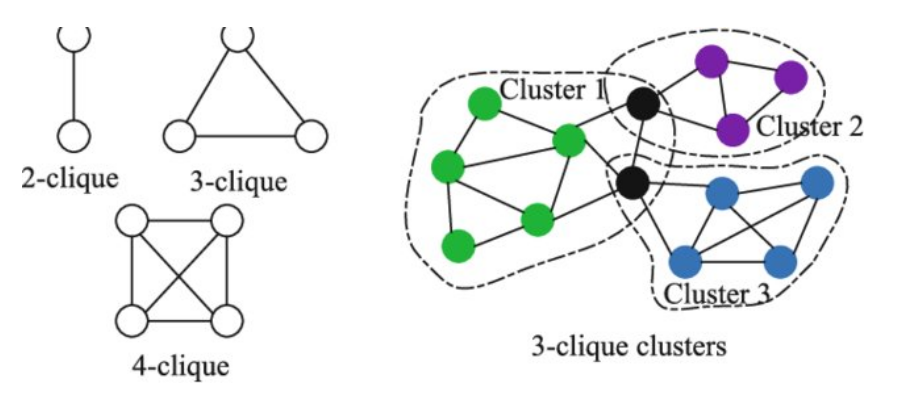 2-clique
3-clique
4-clique
Cluster 1
Cluster 2
Cluster 3
3-clique clusters